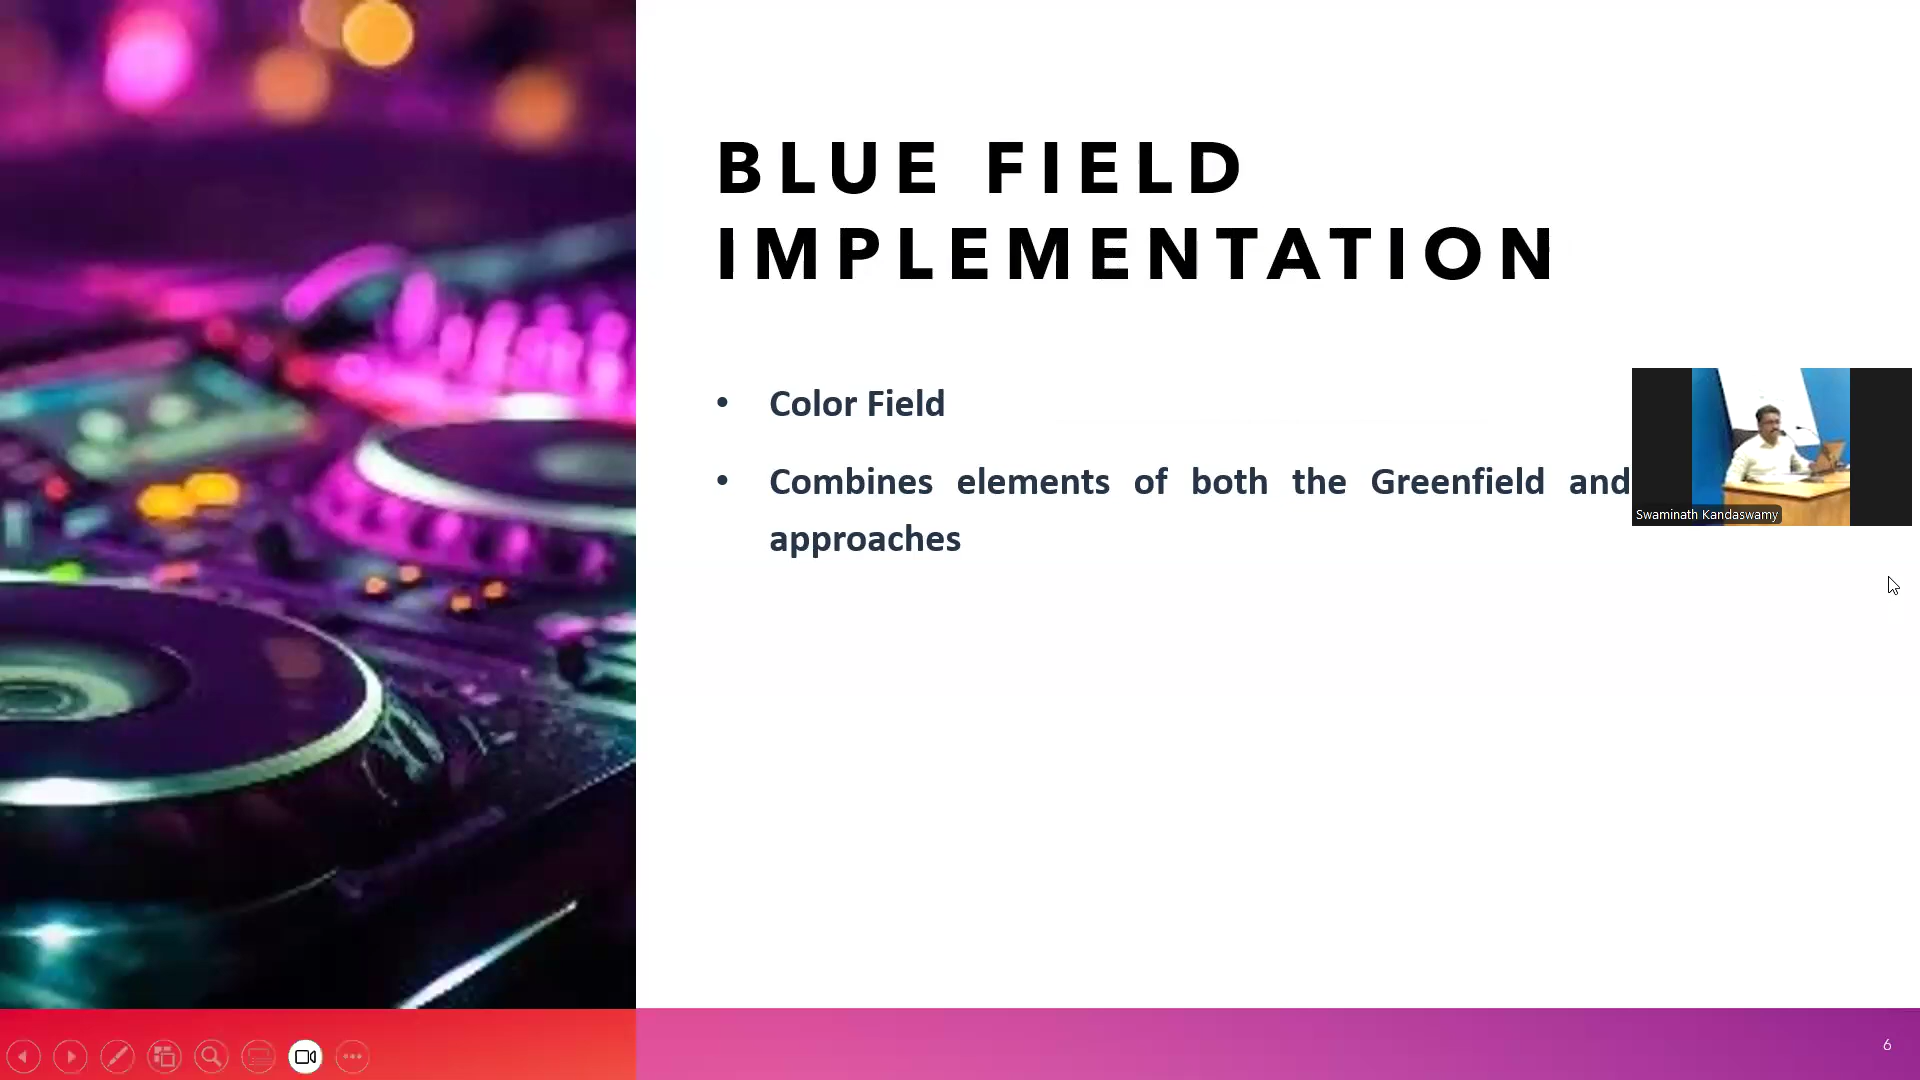 BLUE FIELD
IMPLEMENTATION
• Color Field
• Combines elements of both the Greenfield and
approaches
Swaminath Kandaswamy
6